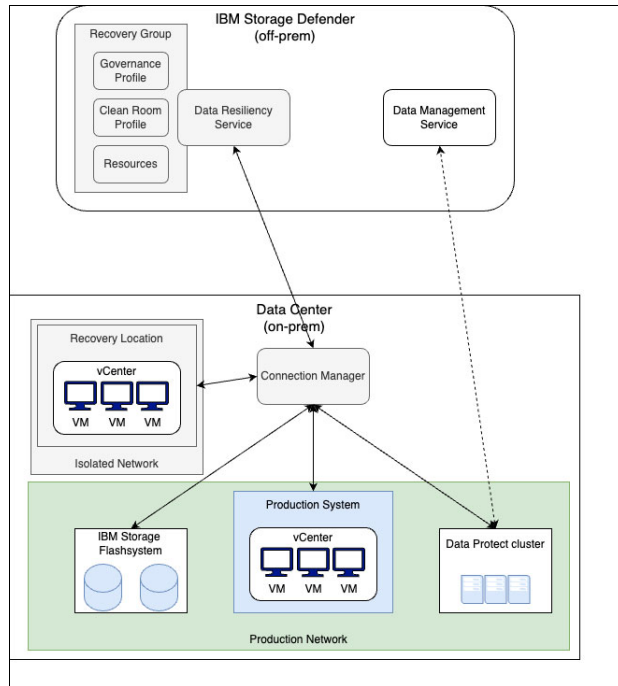 IBM Storage Defender
(off-prem)
Recovery Group
Governance
Profile
Clean Room
Profile
Resources
Data Resiliency
Service
Data Management
Service
Data Center
(on-prem)
Recovery Location
vCenter
VM VM VM
Isolated Network
Connection Manager
IBM Storage
Flashsystem
Production System
vCenter
VM VM VM
Data Protect cluster
Production Network